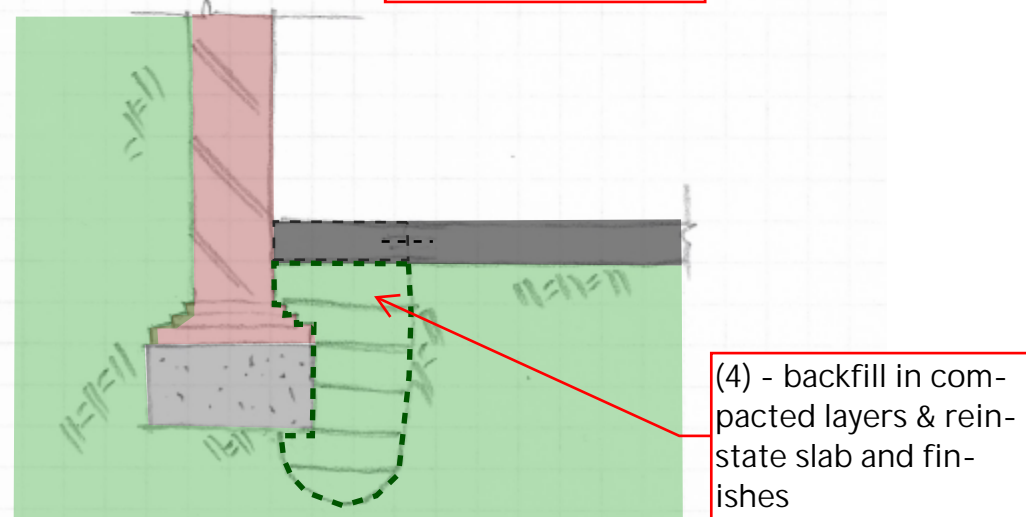 (4) - backfill in com-
pacted layers & rein-
state slab and fin-
ishes